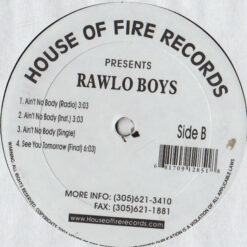 HOUSE OF FIRE RECORDS
PRESENTS
RAWLO BOYS
1. Ain't No Body (Radio) 3:03
2. Ain't No Body (Inst.) 3:03
3. Ain't No Body (Single)
4. See You Tomorrow (Final) 6:03)
Side B
MORE INFO: (305)621-3410
FAX: (305)621-1881
www.Houseoffirerecords.com